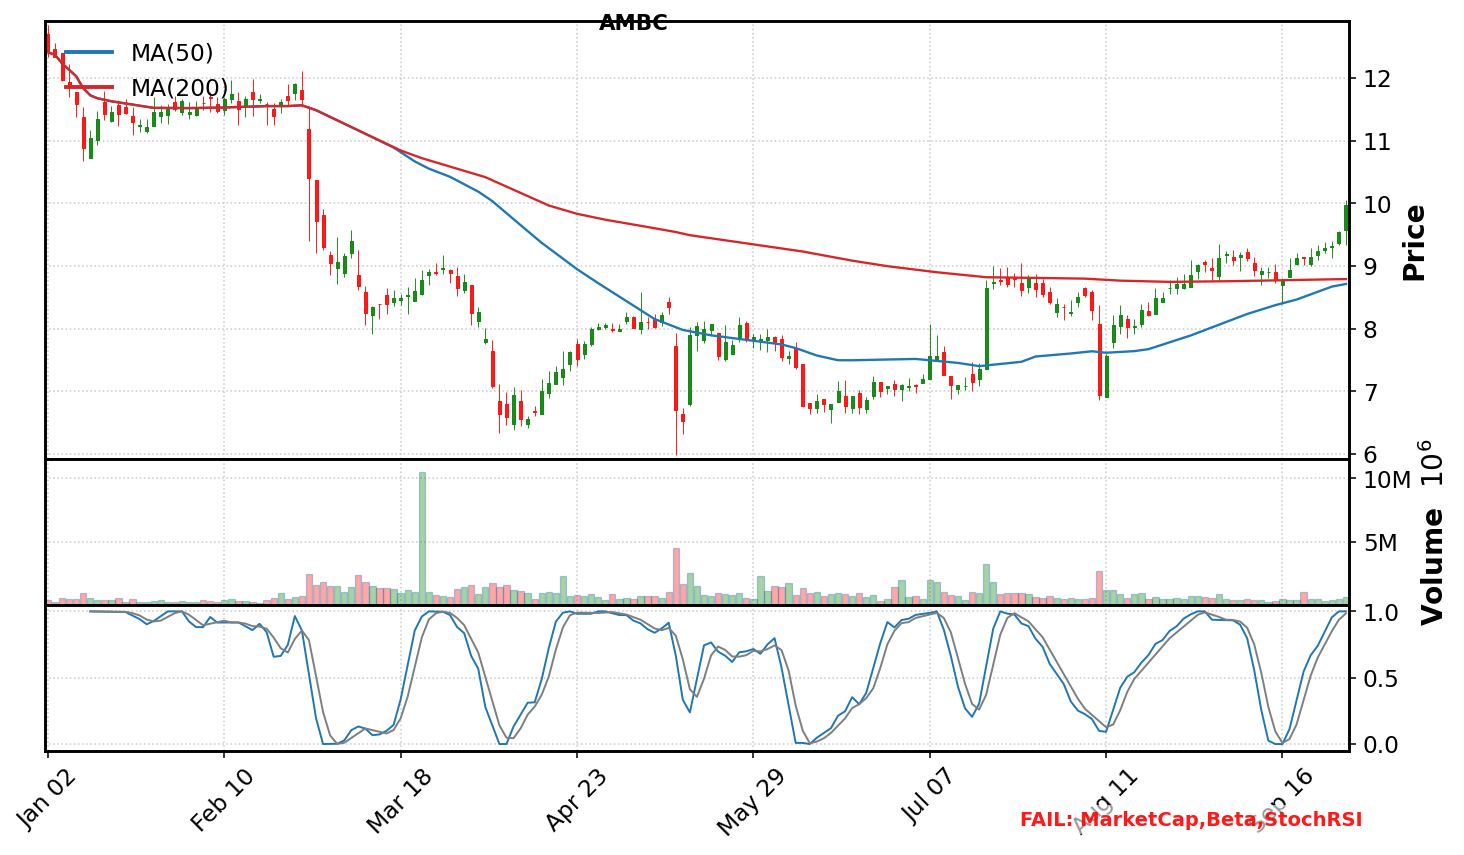 AMBC
MA(50)
MA(200)
12
11
10
9
8
7
6
Price
10M
5M
Volume 10⁶
1.0
0.5
0.0
Jan 02
Feb 10
Mar 18
Apr 23
May 29
Jul 07
Aug 11
Sep 16
FAIL: MarketCap,Beta,StochRSI